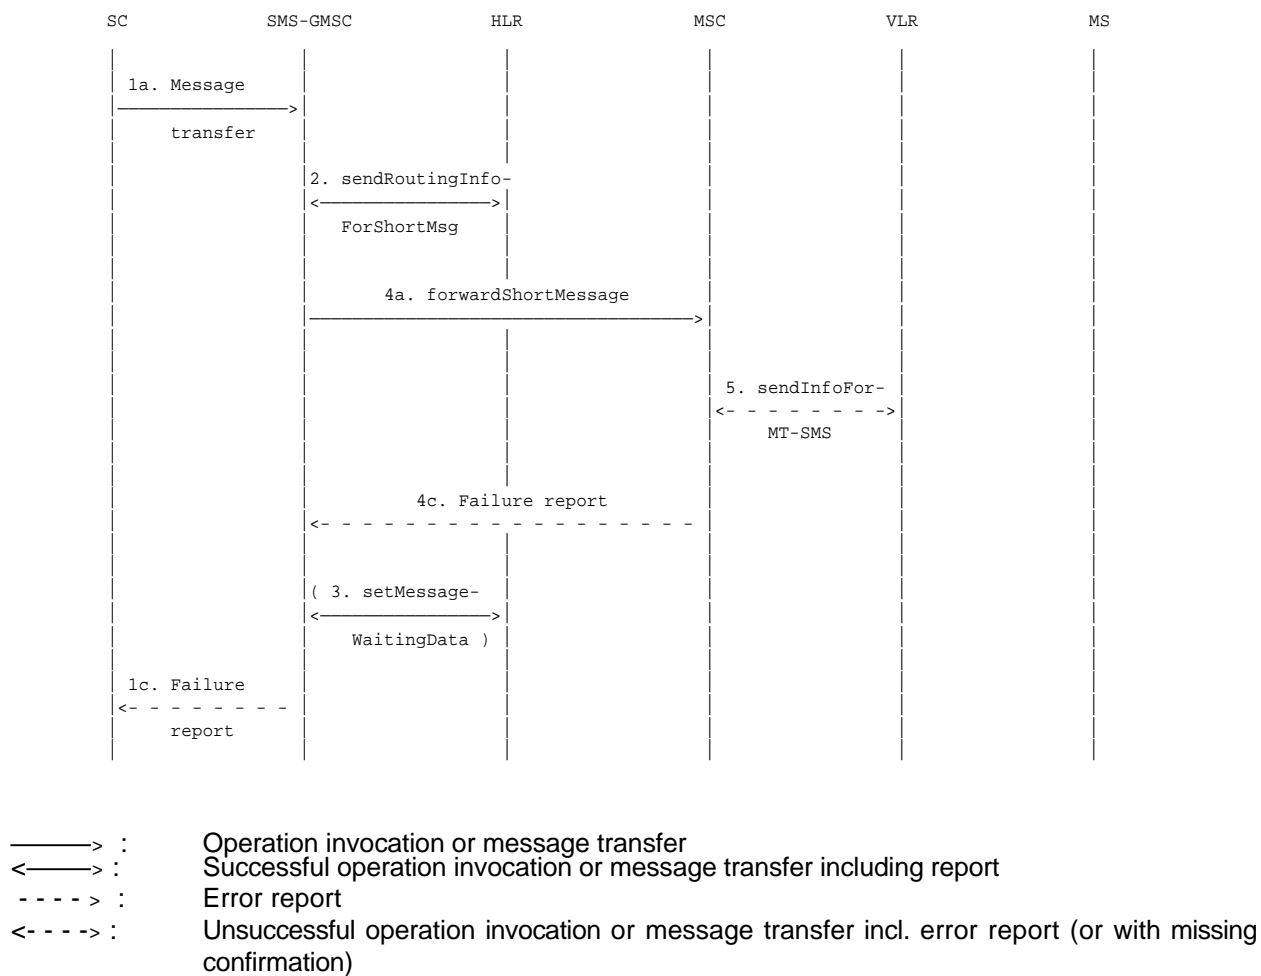 SC SMS-GMSC HLR MSC VLR MS
1a. Message
transfer
2. sendRoutingInfo-
ForShortMsg
4a. forwardShortMessage
5. sendInfoFor-
MT-SMS
4c. Failure report
( 3. setMessage-
WaitingData )
1c. Failure
report
———> : Operation invocation or message transfer
<———> : Successful operation invocation or message transfer including report
- - - - > : Error report
<- - - -> : Unsuccessful operation invocation or message transfer incl. error report (or with missing
confirmation)